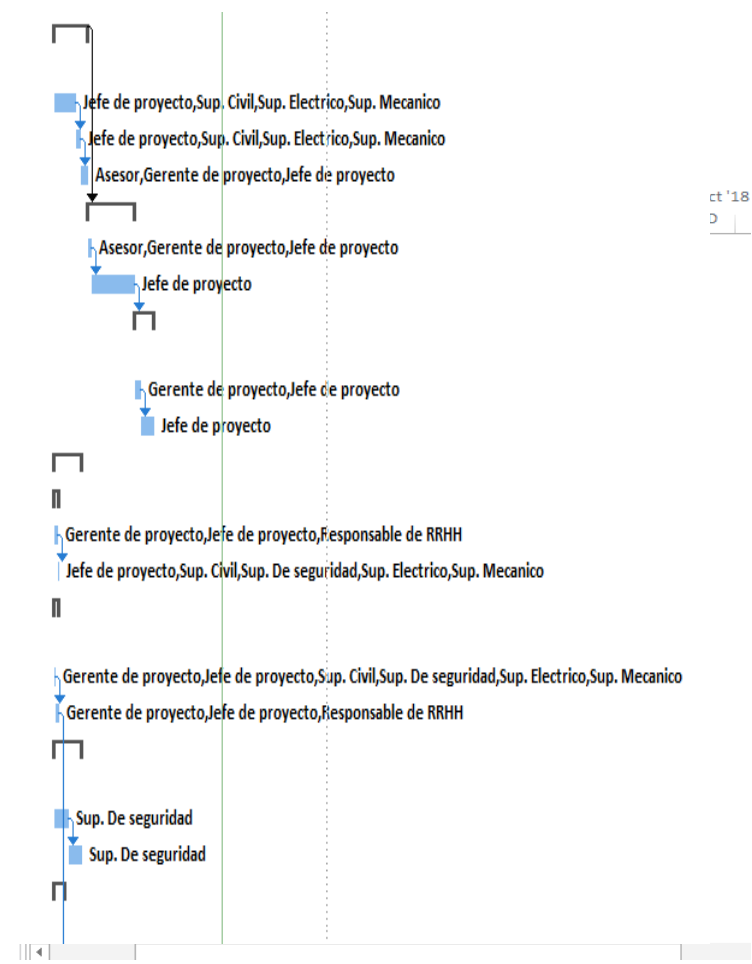 Jefe de proyecto,Sup. Civil,Sup. Electrico,Sup. Mecanico
Jefe de proyecto,Sup. Civil,Sup. Electrico,Sup. Mecanico
Asesor,Gerente de proyecto,Jefe de proyecto
ct '18
Asesor,Gerente de proyecto,Jefe de proyecto
Jefe de proyecto
Gerente de proyecto,Jefe de proyecto
Jefe de proyecto
Gerente de proyecto,Jefe de proyecto,Responsable de RRHH
Jefe de proyecto,Sup. Civil,Sup. De seguridad,Sup. Electrico,Sup. Mecanico
Gerente de proyecto,Jefe de proyecto,Sup. Civil,Sup. De seguridad,Sup. Electrico,Sup. Mecanico
Gerente de proyecto,Jefe de proyecto,Responsable de RRHH
Sup. De seguridad
Sup. De seguridad